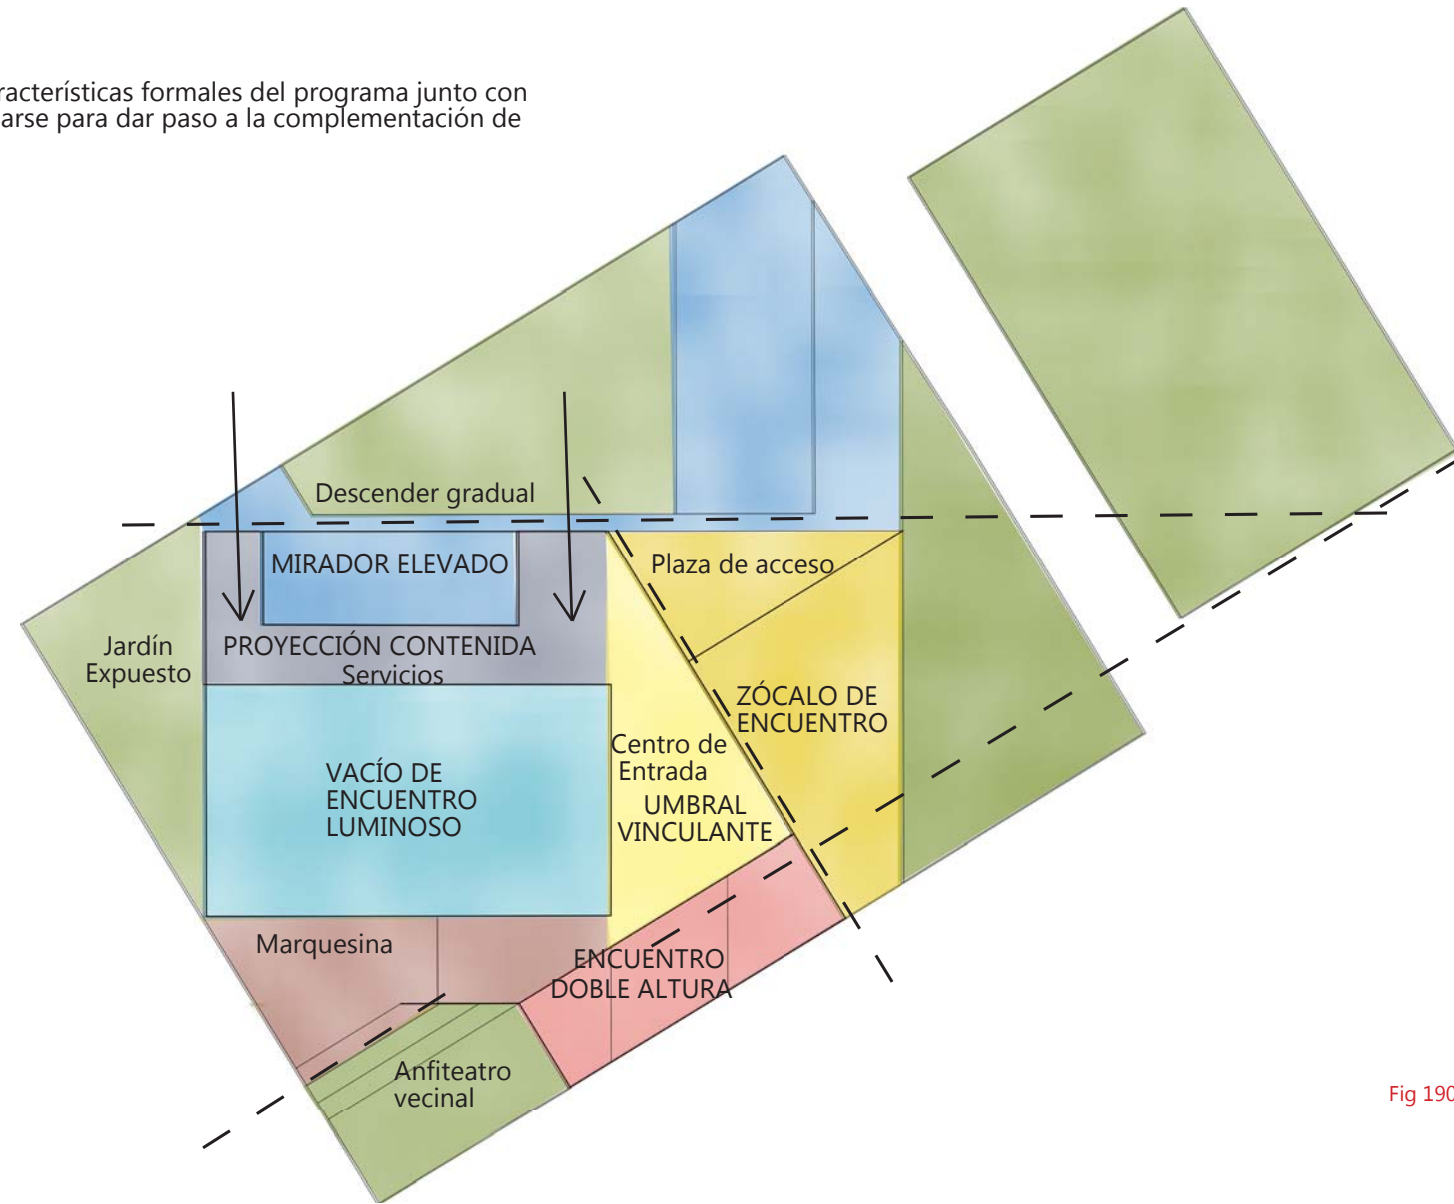 racterísticas formales del programa junto con
arse para dar paso a la complementación de
Descender gradual
MIRADOR ELEVADO
Plaza de acceso
Jardín
Expuesto
PROYECCIÓN CONTENIDA
Servicios
ZÓCALO DE
ENCUENTRO
Centro de
Entrada
VACÍO DE
ENCUENTRO
LUMINOSO
UMBRAL
VINCULANTE
Marquesina
ENCUENTRO
DOBLE ALTURA
Anfiteatro
vecinal
Fig 190